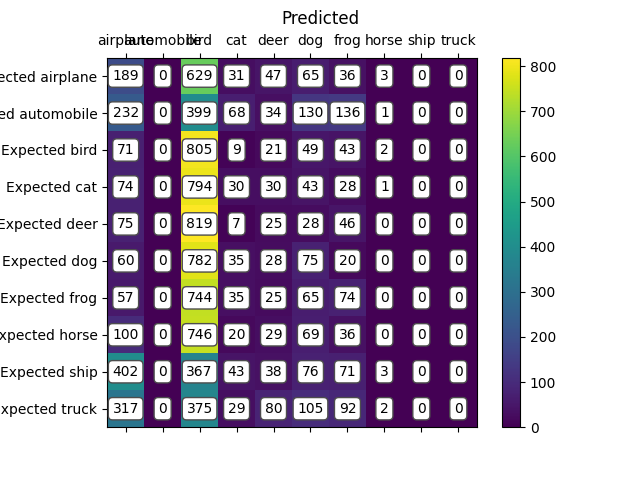 Predicted
airplane automobile bird cat deer dog frog horse ship truck
ected airplane 189 0 629 31 47 65 36 3 0 0
ed automobile 232 0 399 68 34 130 136 1 0 0
Expected bird 71 0 805 9 21 49 43 2 0 0
Expected cat 74 0 794 30 30 43 28 1 0 0
Expected deer 75 0 819 7 25 28 46 0 0 0
Expected dog 60 0 782 35 28 75 20 0 0 0
Expected frog 57 0 744 35 25 65 74 0 0 0
xpected horse 100 0 746 20 29 69 36 0 0 0
Expected ship 402 0 367 43 38 76 71 3 0 0
xpected truck 317 0 375 29 80 105 92 2 0 0
800
700
600
500
400
300
200
100
0